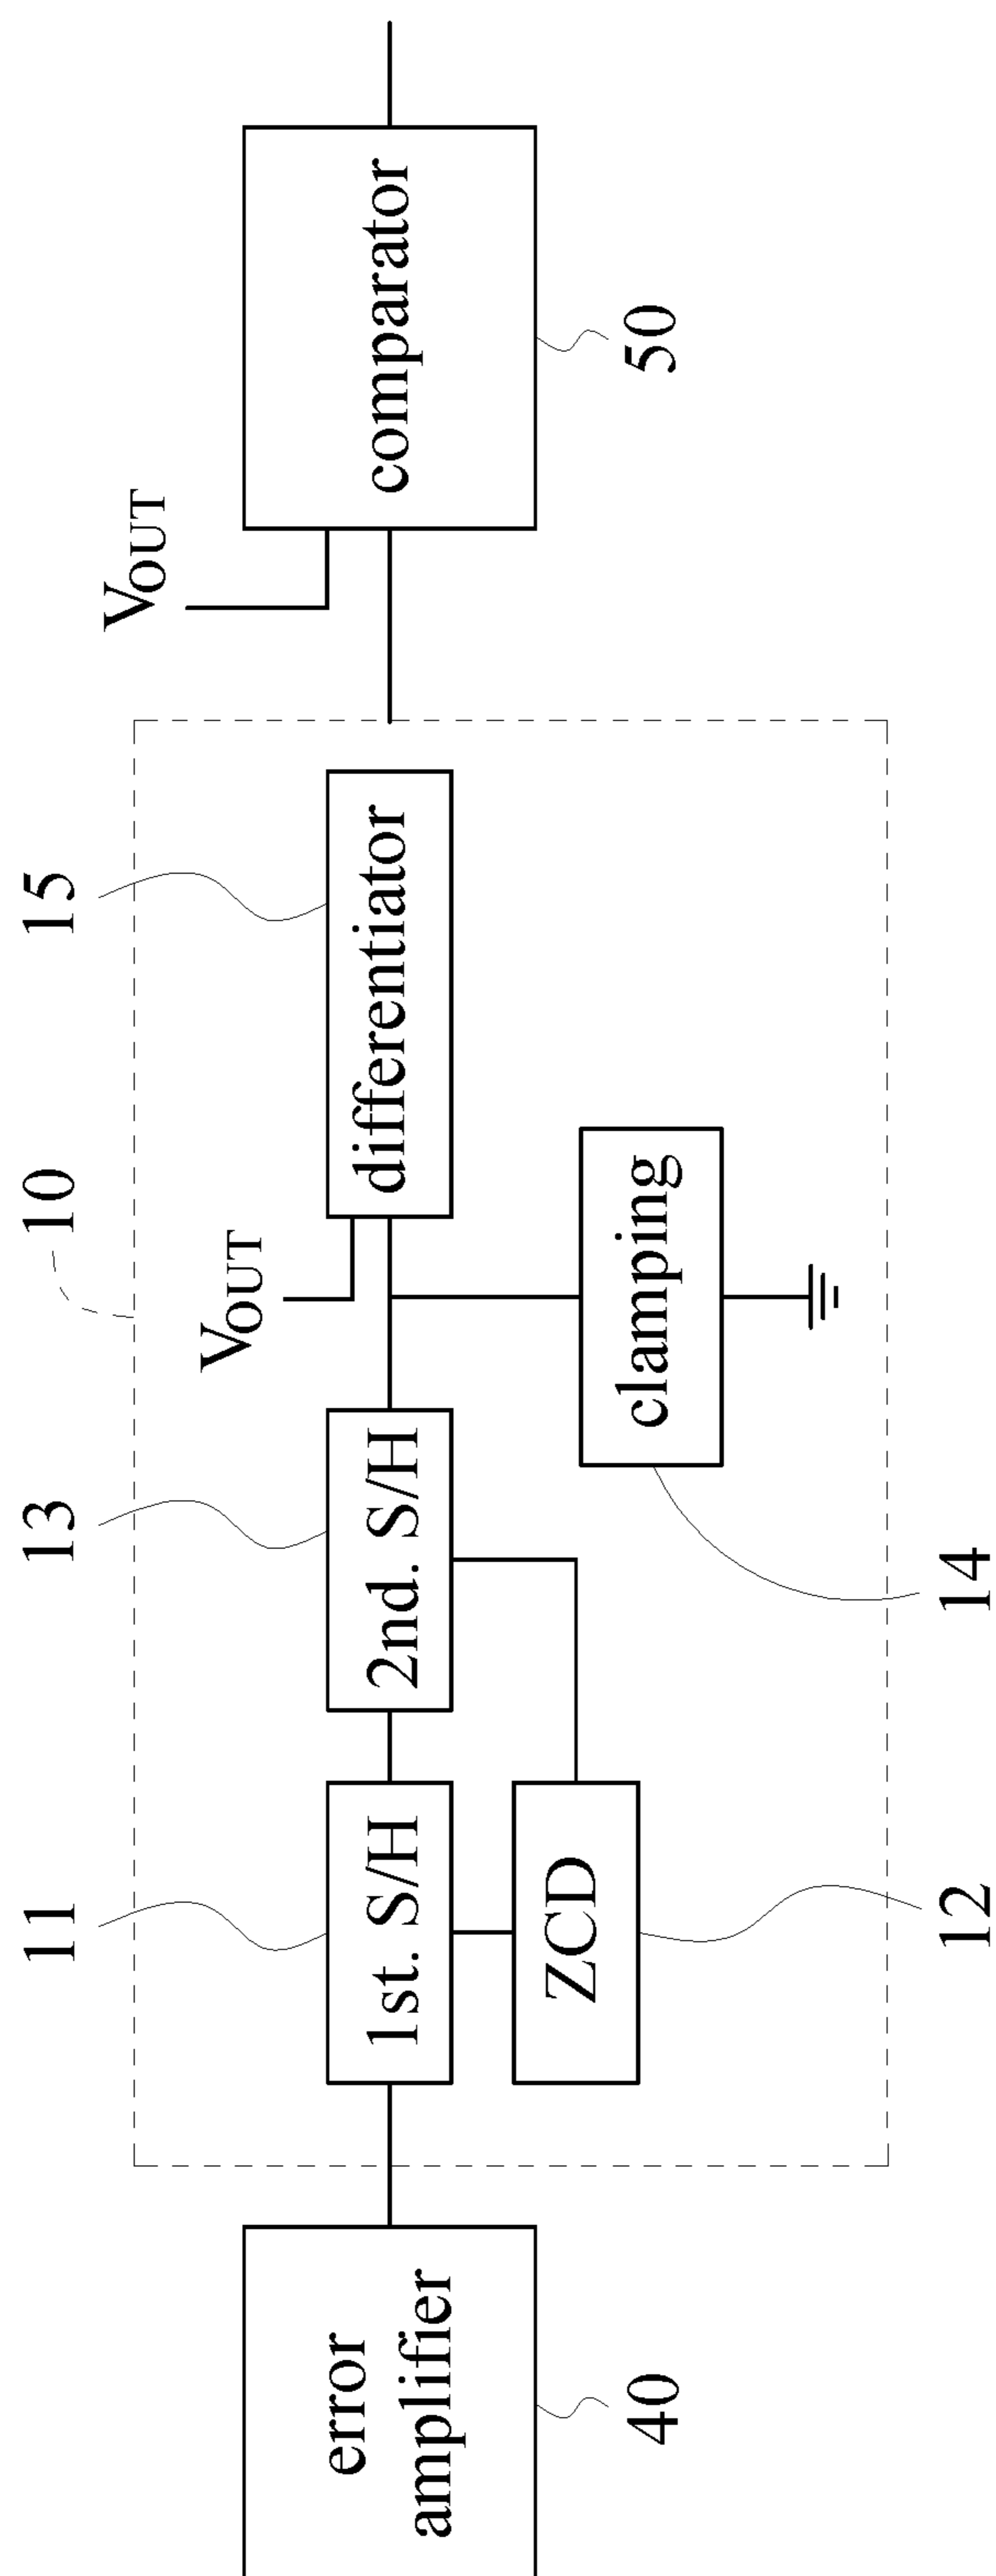 10
11
13
15
VOUT
VOUT
error
amplifier
1st. S/H
2nd. S/H
differentiator
comparator
40
ZCD
clamping
50
12
14